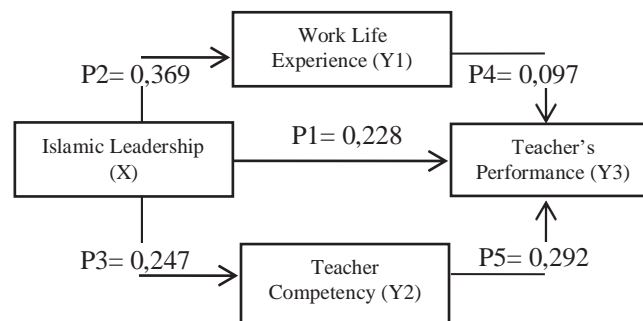 Work Life
Experience (Y1)
P2= 0,369
P4= 0,097
Islamic Leadership
(X)
P1= 0,228
Teacher’s
Performance (Y3)
P3= 0,247
Teacher
Competency (Y2)
P5= 0,292